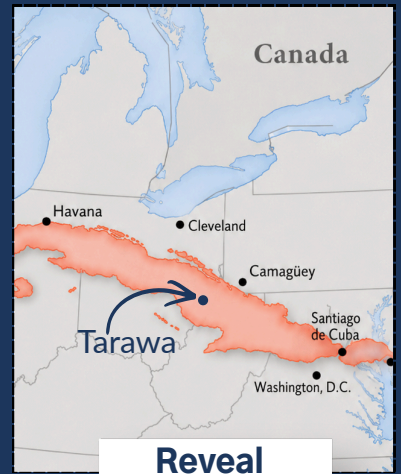 Canada
Havana
Cleveland
Camagüey
Tarawa
Santiago
de Cuba
Washington, D.C.
Reveal